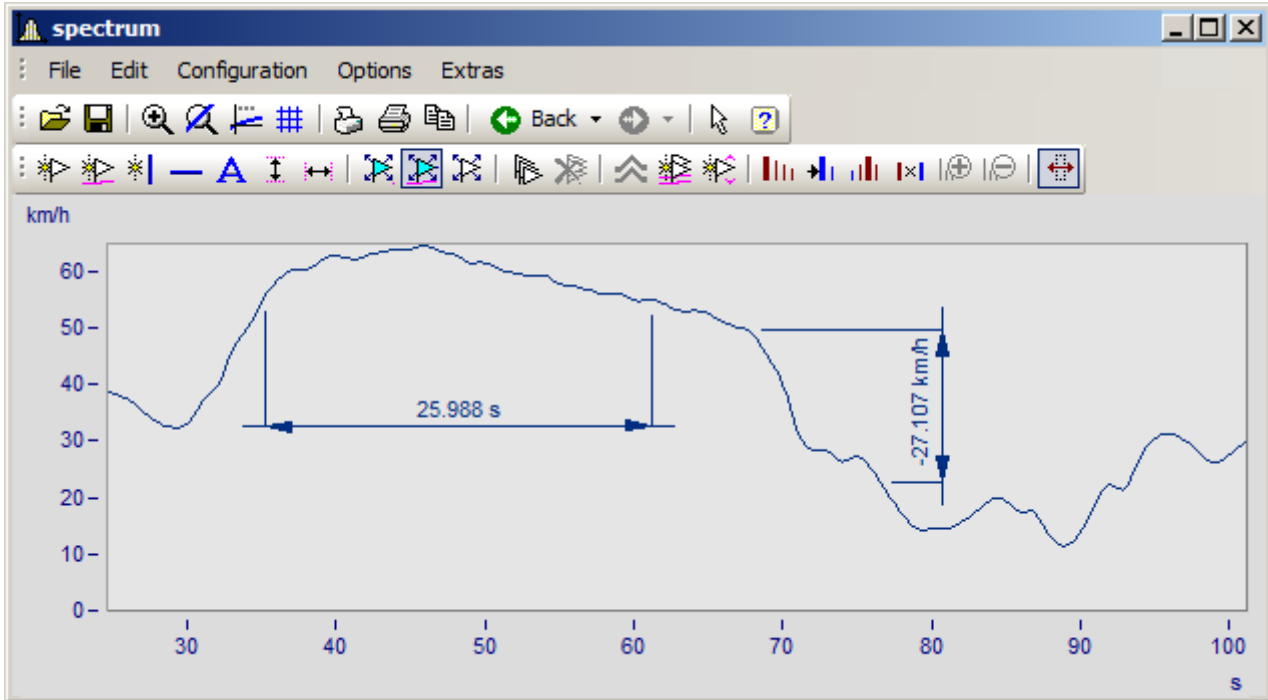 spectrum
File Edit Configuration Options Extras
Back
km/h
60
50
40
30
20
10
0
25.988 s
-27.107 km/h
30 40 50 60 70 80 90 100
s